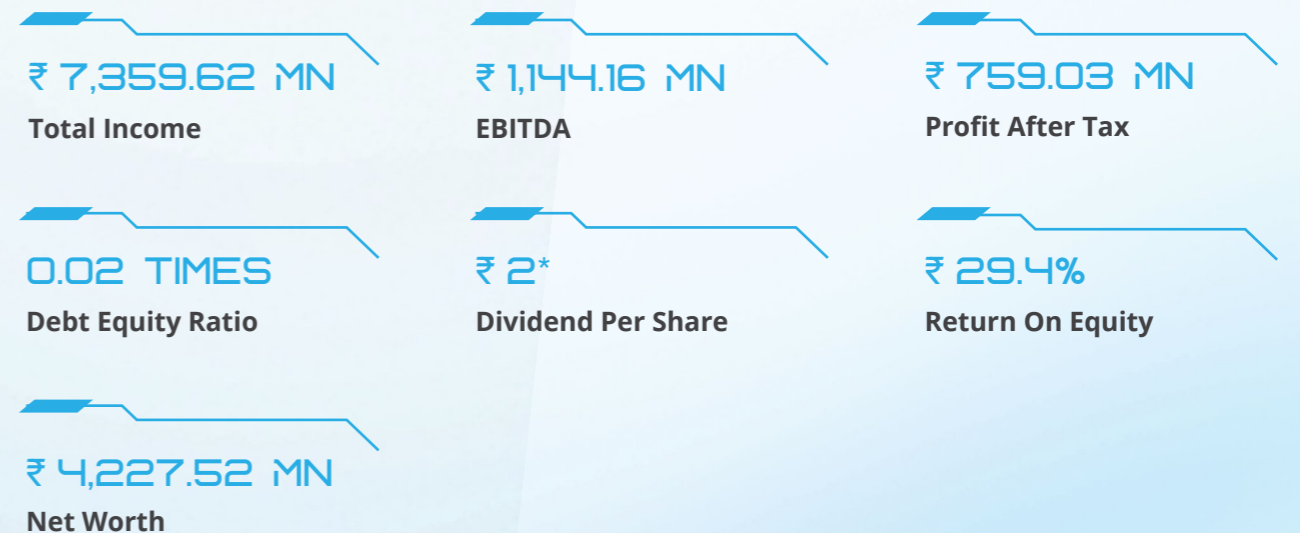 ₹ 7,359.62 MN
Total Income
₹ 1,144.16 MN
EBITDA
₹ 759.03 MN
Profit After Tax
0.02 TIMES
Debt Equity Ratio
₹ 2*
Dividend Per Share
₹ 29.4%
Return On Equity
₹ 4,227.52 MN
Net Worth